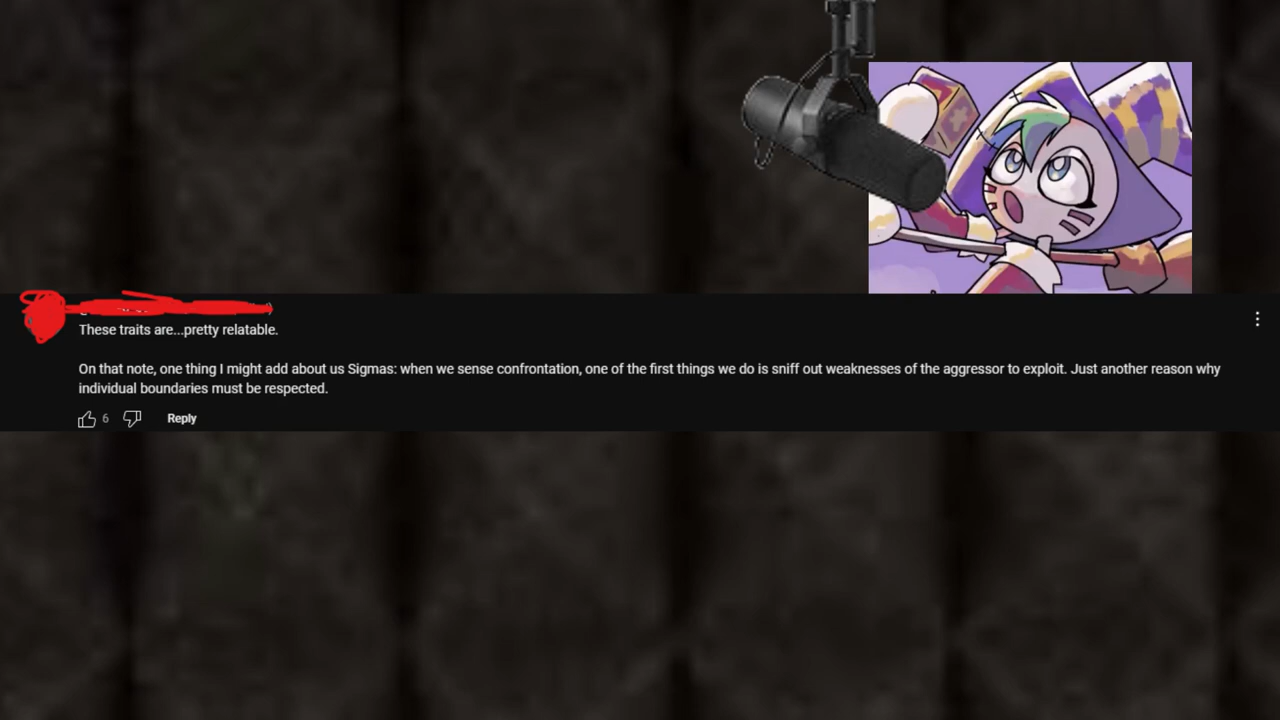 These traits are...pretty relatable.
On that note, one thing I might add about us Sigmas: when we sense confrontation, one of the first things we do is sniff out weaknesses of the aggressor to exploit. Just another reason why
individual boundaries must be respected.
6
Reply